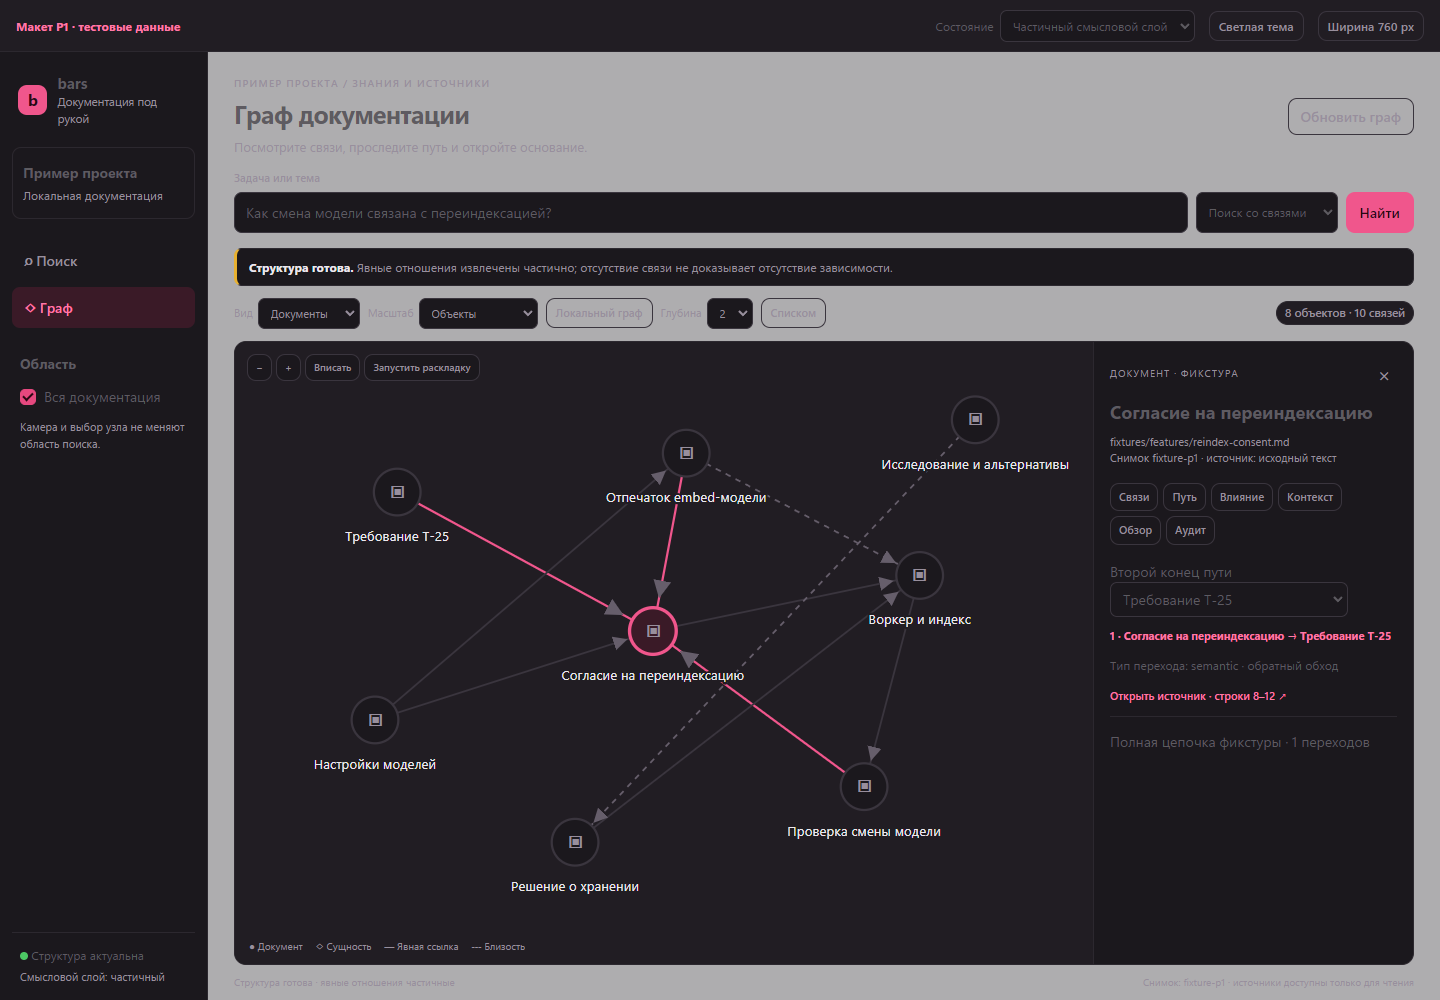 Макет P1 · тестовые данные
Состояние
Частичный смысловой слой
Светлая тема
Ширина 760 px
b
bars
Документация под
рукой
Пример проекта
Локальная документация
Поиск
Граф
Область
Вся документация
Камера и выбор узла не меняют
область поиска.
Структура актуальна
Смысловой слой: частичный
ПРИМЕР ПРОЕКТА / ЗНАНИЯ И ИСТОЧНИКИ
Граф документации
Посмотрите связи, проследите путь и откройте основание.
Обновить граф
Задача или тема
Как смена модели связана с переиндексацией?
Поиск со связями
Найти
Структура готова. Явные отношения извлечены частично; отсутствие связи не доказывает отсутствие зависимости.
Вид
Документы
Масштаб
Объекты
Локальный граф
Глубина
2
Списком
8 объектов · 10 связей
−
+
Вписать
Запустить раскладку
Исследование и альтернативы
Отпечаток embed-модели
Требование T-25
Воркер и индекс
Согласие на переиндексацию
Настройки моделей
Проверка смены модели
Решение о хранении
● Документ
◇ Сущность
— Явная ссылка
--- Близость
ДОКУМЕНТ · ФИКСТУРА
×
Согласие на переиндексацию
fixtures/features/reindex-consent.md
Снимок fixture-p1 · источник: исходный текст
Связи
Путь
Влияние
Контекст
Обзор
Аудит
Второй конец пути
Требование T-25
1 · Согласие на переиндексацию → Требование T-25
Тип перехода: semantic · обратный обход
Открыть источник · строки 8–12 ↗
Полная цепочка фикстуры · 1 переходов
Структура готова · явные отношения частичные
Снимок: fixture-p1 · источники доступны только для чтения